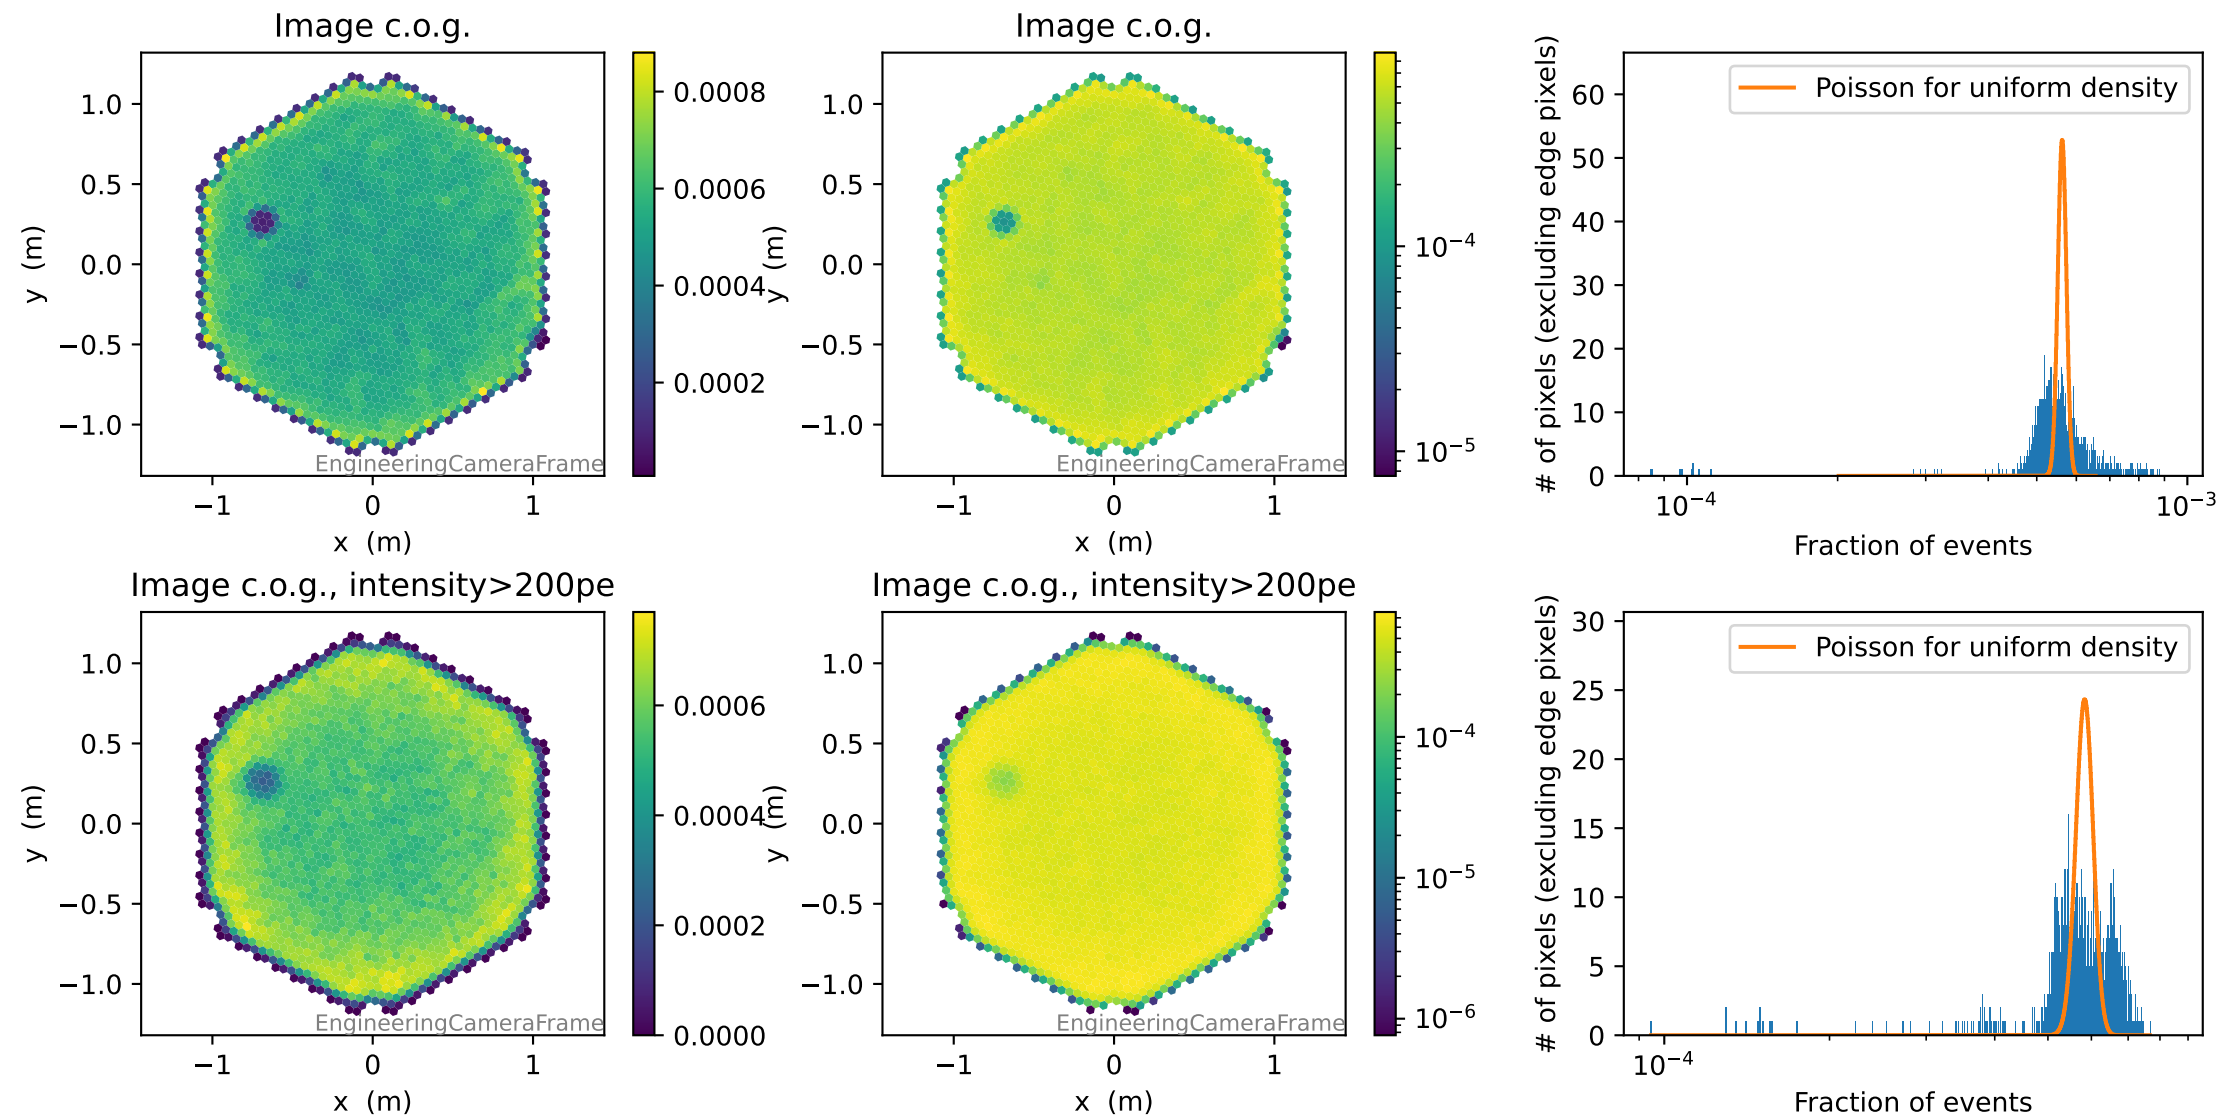 Image c.o.g.
1.0
0.5
0.0
−0.5
−1.0
y (m)
−1
0
1
x (m)
EngineeringCameraFrame
0.0008
0.0006
0.0004
0.0002
Image c.o.g.
1.0
0.5
0.0
−0.5
−1.0
y (m)
−1
0
1
x (m)
EngineeringCameraFrame
10⁻⁴
10⁻⁵
# of pixels (excluding edge pixels)
60
50
40
30
20
10
0
Poisson for uniform density
10⁻⁴
10⁻³
Fraction of events
Image c.o.g., intensity>200pe
1.0
0.5
0.0
−0.5
−1.0
y (m)
−1
0
1
x (m)
EngineeringCameraFrame
0.0006
0.0004
0.0002
0.0000
Image c.o.g., intensity>200pe
1.0
0.5
0.0
−0.5
−1.0
y (m)
−1
0
1
x (m)
EngineeringCameraFrame
10⁻⁴
10⁻⁵
10⁻⁶
# of pixels (excluding edge pixels)
30
25
20
15
10
5
0
Poisson for uniform density
10⁻⁴
Fraction of events